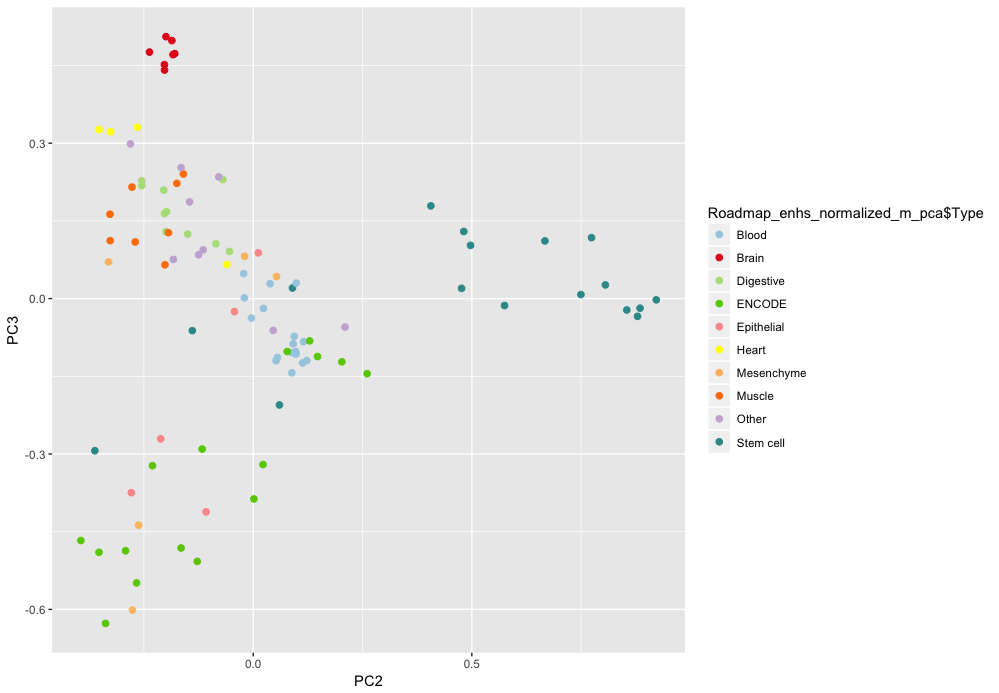 PC3
0.3
0.0
-0.3
-0.6
0.0
0.5
PC2
Roadmap_enhs_normalized_m_pca$Type
Blood
Brain
Digestive
ENCODE
Epithelial
Heart
Mesenchyme
Muscle
Other
Stem cell